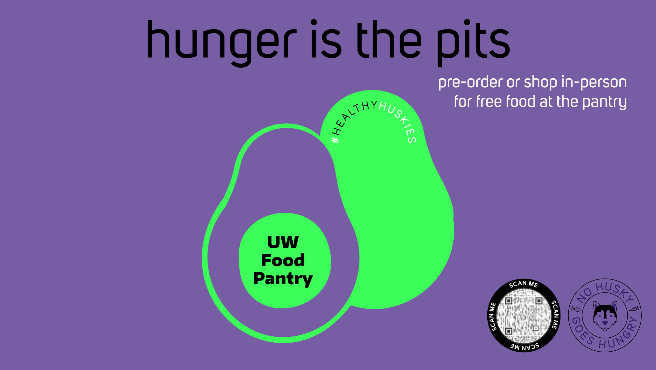 hunger is the pits
pre-order or shop in-person
for free food at the pantry
#HEALTHYHUSKIES
UW
Food
Pantry
SCAN ME
SCAN ME
SCAN ME
SCAN ME
NO HUSKY
GOES HUNGRY